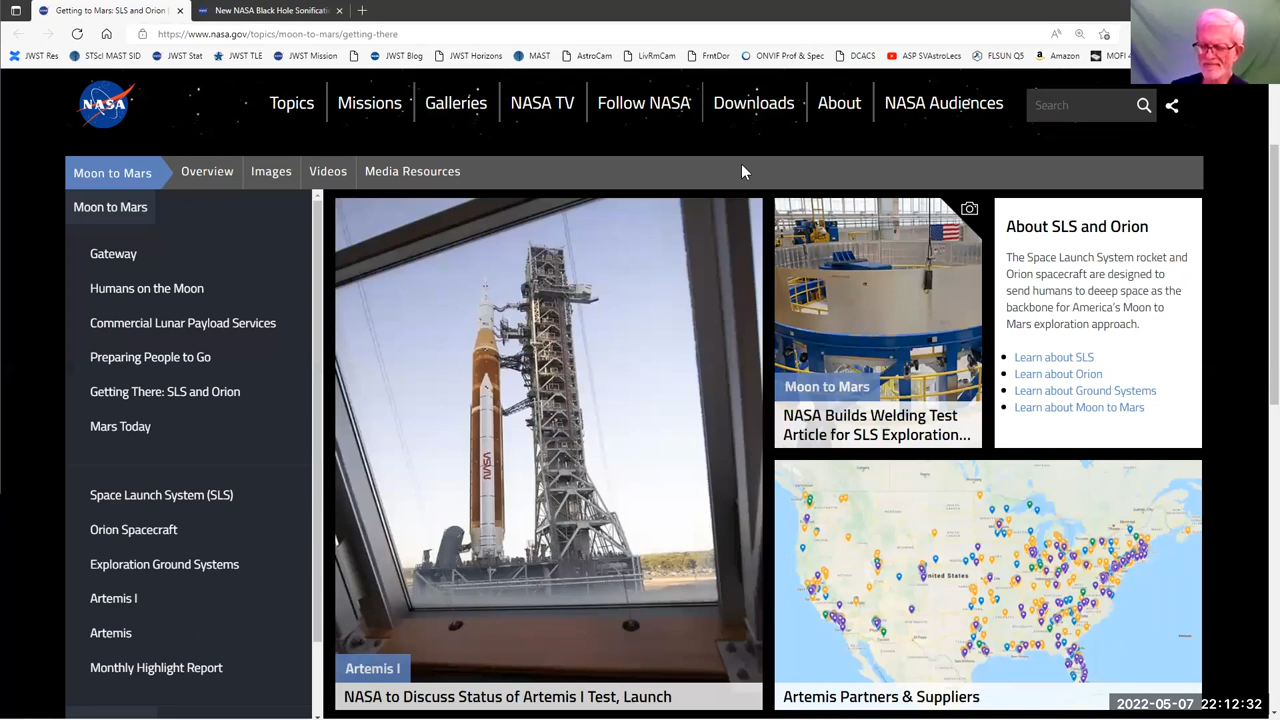 Getting to Mars: SLS and Orion
New NASA Black Hole Sonificati
https://www.nasa.gov/topics/moon-to-mars/getting-there
JWST Res
STScI MAST SID
JWST Stat
JWST TLE
JWST Mission
JWST Blog
JWST Horizons
MAST
AstroCam
LivRmCam
FrntDor
ONVIF Prof & Spec
DCACS
ASP SVAstroLecs
FLSUN Q5
Amazon
MOFI 4
NASA
Topics
Missions
Galleries
NASA TV
Follow NASA
Downloads
About
NASA Audiences
Search
Moon to Mars
Overview
Images
Videos
Media Resources
Moon to Mars
Gateway
Humans on the Moon
Commercial Lunar Payload Services
Preparing People to Go
Getting There: SLS and Orion
Mars Today
Space Launch System (SLS)
Orion Spacecraft
Exploration Ground Systems
Artemis I
Artemis
Monthly Highlight Report
NASA
Artemis I
NASA to Discuss Status of Artemis I Test, Launch
Moon to Mars
NASA Builds Welding Test
Article for SLS Exploration...
About SLS and Orion
The Space Launch System rocket and
Orion spacecraft are designed to
send humans to deeep space as the
backbone for America's Moon to
Mars exploration approach.
Learn about SLS
Learn about Orion
Learn about Ground Systems
Learn about Moon to Mars
United States
Artemis Partners & Suppliers
2022-05-07 22:12:32